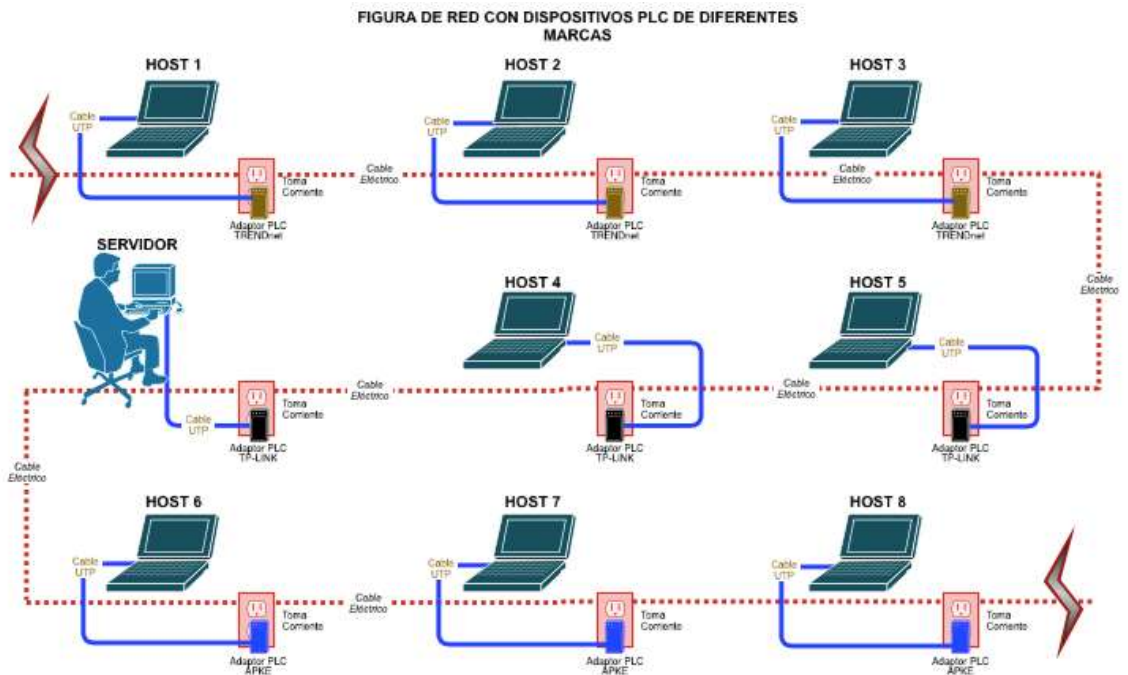 FIGURA DE RED CON DISPOSITIVOS PLC DE DIFERENTES
MARCAS
HOST 1
HOST 2
HOST 3
Cable
UTP
Cable
UTP
Cable
UTP
Cable
Eléctrico
Cable
Eléctrico
Toma
Corriente
Toma
Corriente
Toma
Corriente
Adaptor PLC
TRENDnet
Adaptor PLC
TRENDnet
Adaptor PLC
TRENDnet
Cable
Eléctrico
SERVIDOR
HOST 4
HOST 5
Cable
UTP
Cable
UTP
Cable
Eléctrico
Cable
Eléctrico
Toma
Corriente
Toma
Corriente
Toma
Corriente
Cable
UTP
Adaptor PLC
TP-LINK
Adaptor PLC
TP-LINK
Adaptor PLC
TP-LINK
Cable
Eléctrico
HOST 6
HOST 7
HOST 8
Cable
UTP
Cable
UTP
Cable
UTP
Cable
Eléctrico
Toma
Corriente
Toma
Corriente
Toma
Corriente
Adaptor PLC
APKE
Adaptor PLC
APKE
Adaptor PLC
APKE